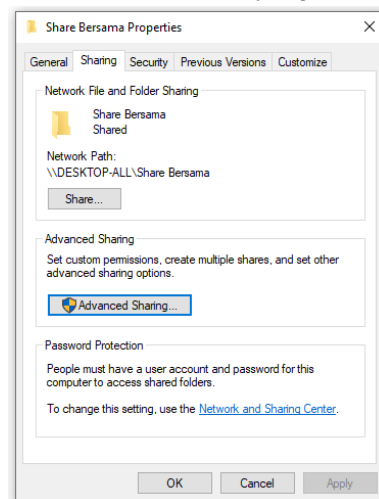 Share Bersama Properties
General Sharing Security Previous Versions Customize
Network File and Folder Sharing
Share Bersama
Shared
Network Path:
\\DESKTOP-ALL\Share Bersama
Share...
Advanced Sharing
Set custom permissions, create multiple shares, and set other
advanced sharing options.
Advanced Sharing...
Password Protection
People must have a user account and password for this
computer to access shared folders.
To change this setting, use the Network and Sharing Center.
OK Cancel Apply